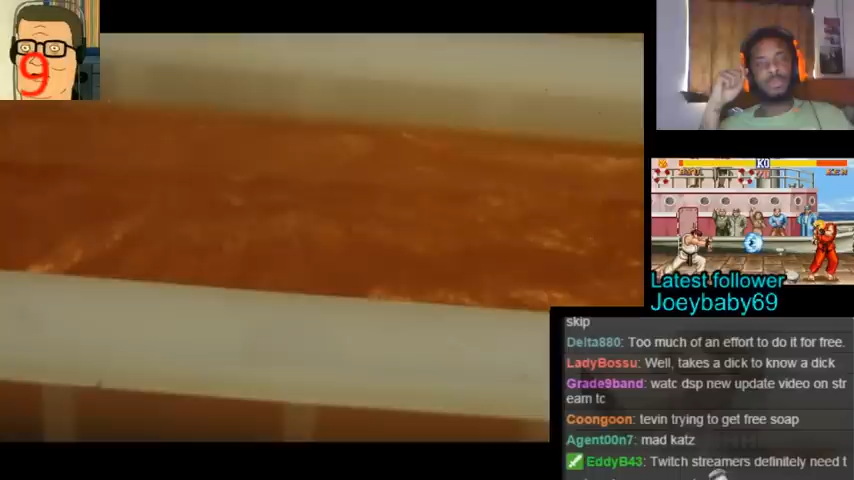 9
KO
KEN
Latest follower
Joeybaby69
skip
Delta880: Too much of an effort to do it for free.
LadyBossu: Well, takes a dick to know a dick
Grade9band: watc dsp new update video on str
eam tc
Coongoon: tevin trying to get free soap
Agent00n7: mad katz
EddyB43: Twitch streamers definitely need t